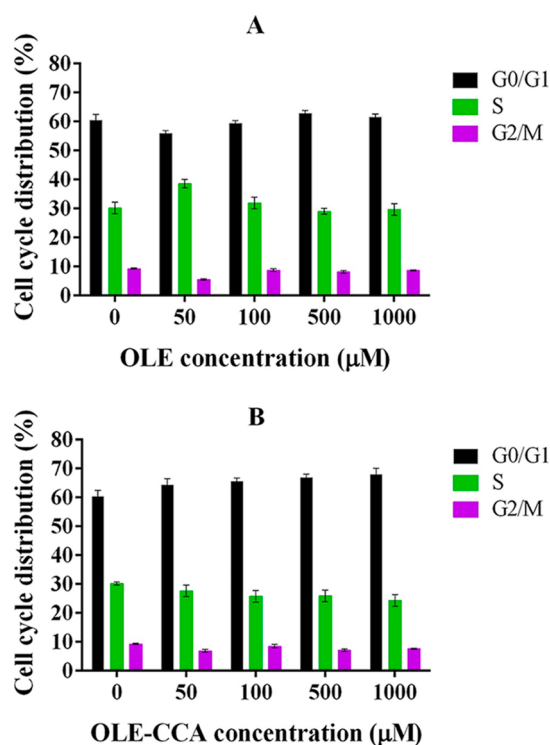 A
Cell cycle distribution (%)
80
70
60
50
40
30
20
10
0
0 50 100 500 1000
OLE concentration (μM)
G0/G1
S
G2/M
B
Cell cycle distribution (%)
80
70
60
50
40
30
20
10
0
0 50 100 500 1000
OLE-CCA concentration (μM)
G0/G1
S
G2/M